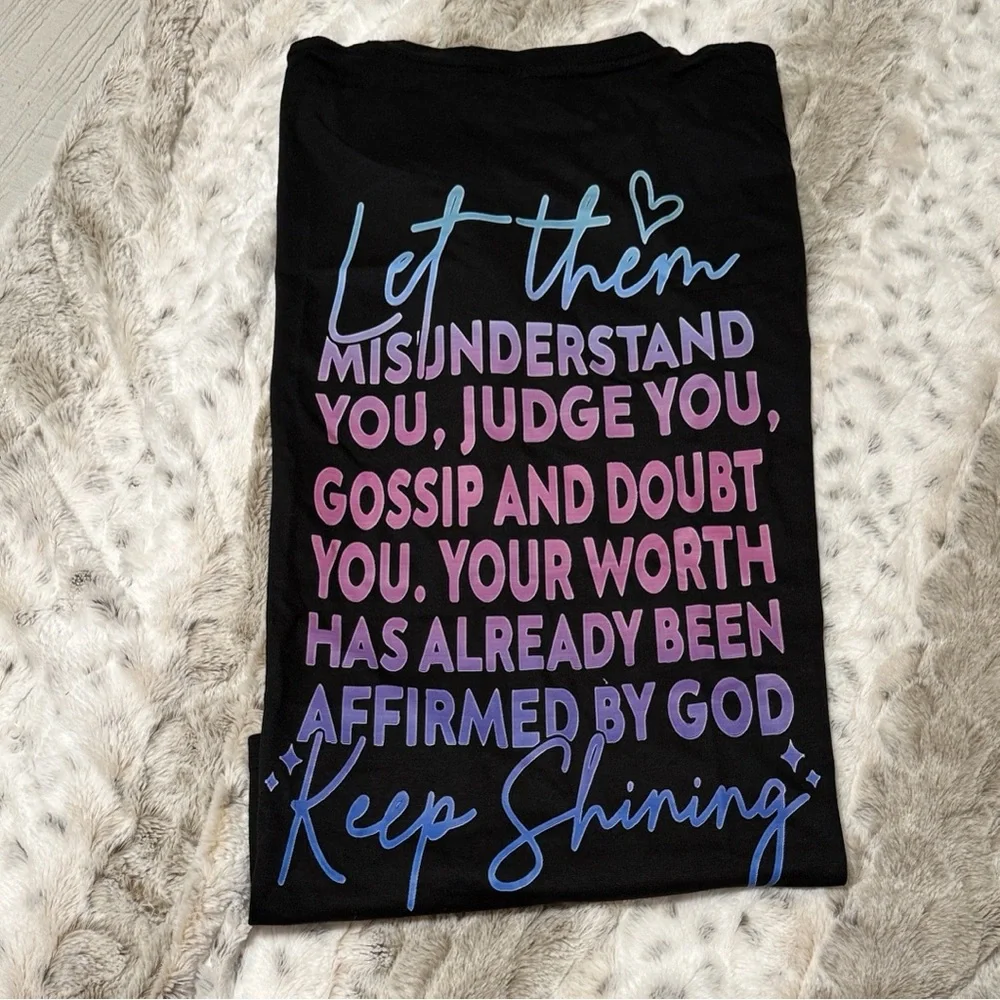 Let them
MISUNDERSTAND
YOU, JUDGE YOU,
GOSSIP AND DOUBT
YOU. YOUR WORTH
HAS ALREADY BEEN
AFFIRMED BY GOD
Keep Shining